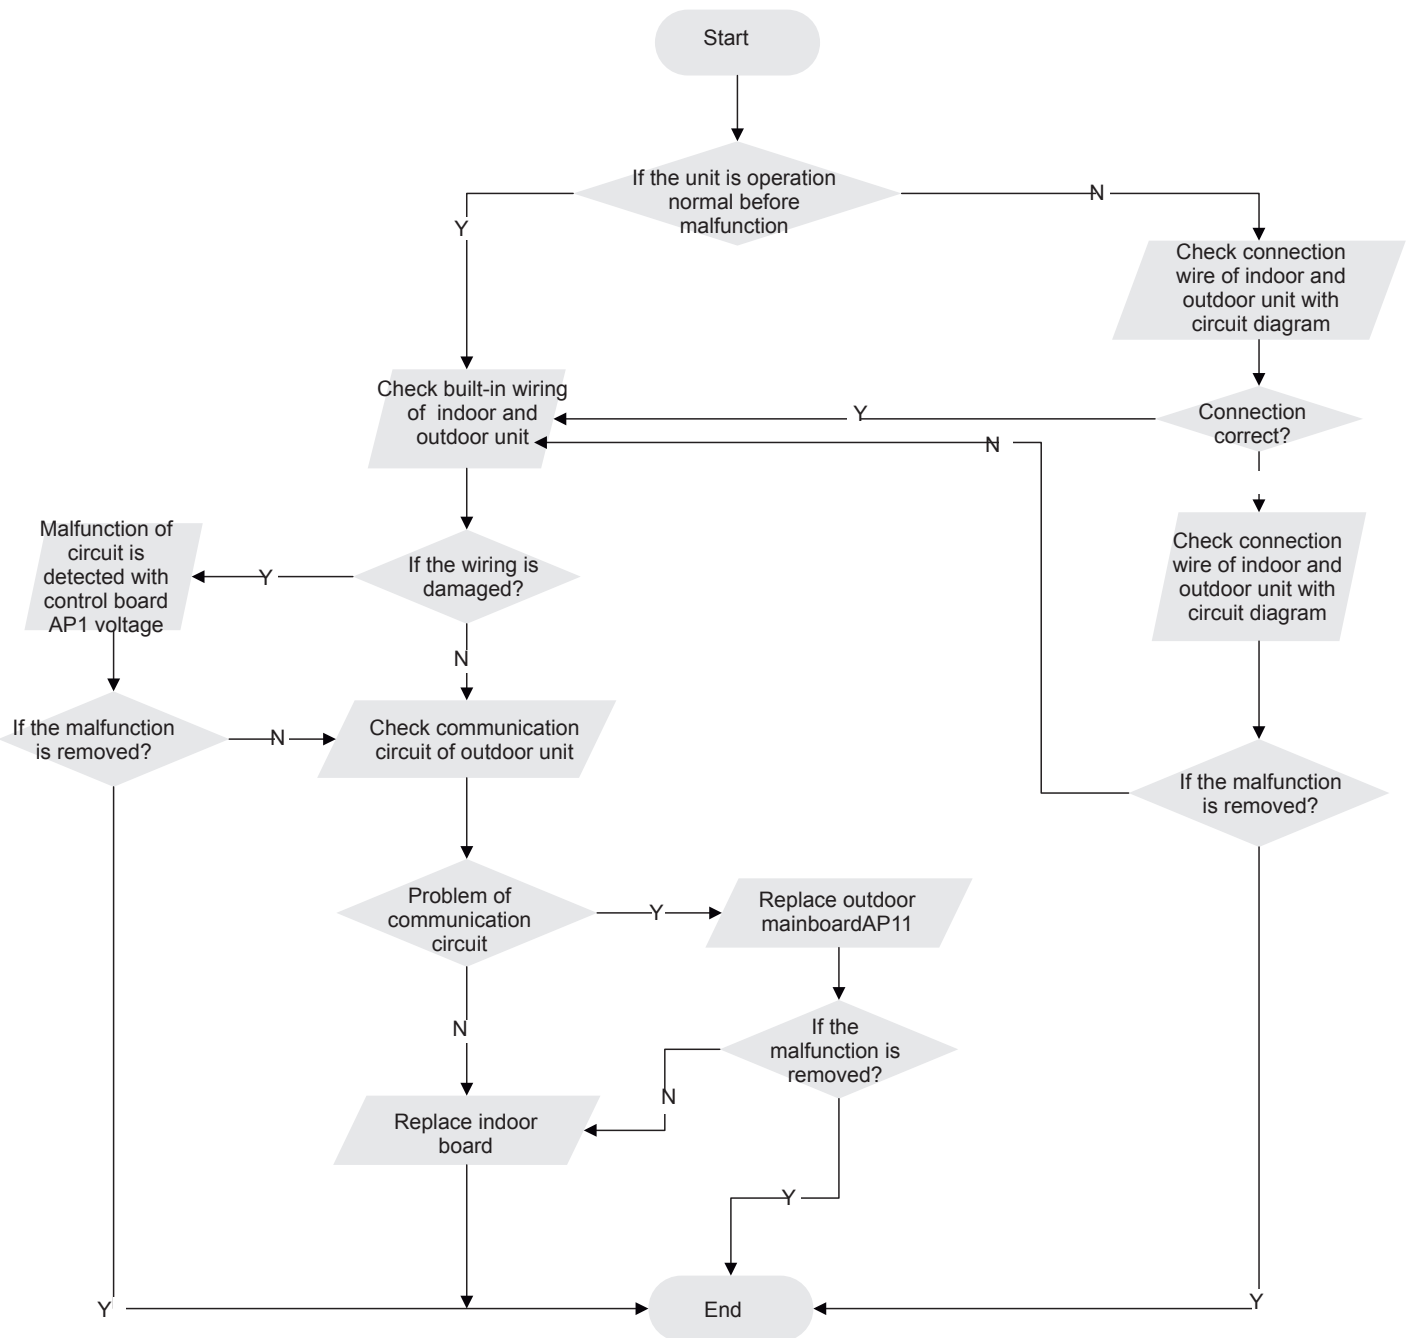 Start
If the unit is operation
normal before
malfunction
N
Y
Check connection
wire of indoor and
outdoor unit with
circuit diagram
Check built-in wiring
of indoor and
outdoor unit
Y
Connection
correct?
N
Malfunction of
circuit is
detected with
control board
AP1 voltage
Y
If the wiring is
damaged?
Check connection
wire of indoor and
outdoor unit with
circuit diagram
N
If the malfunction
is removed?
N
Check communication
circuit of outdoor unit
If the malfunction
is removed?
Problem of
communication
circuit
Y
Replace outdoor
mainboardAP11
N
If the
malfunction is
removed?
N
Replace indoor
board
Y
Y
End
Y